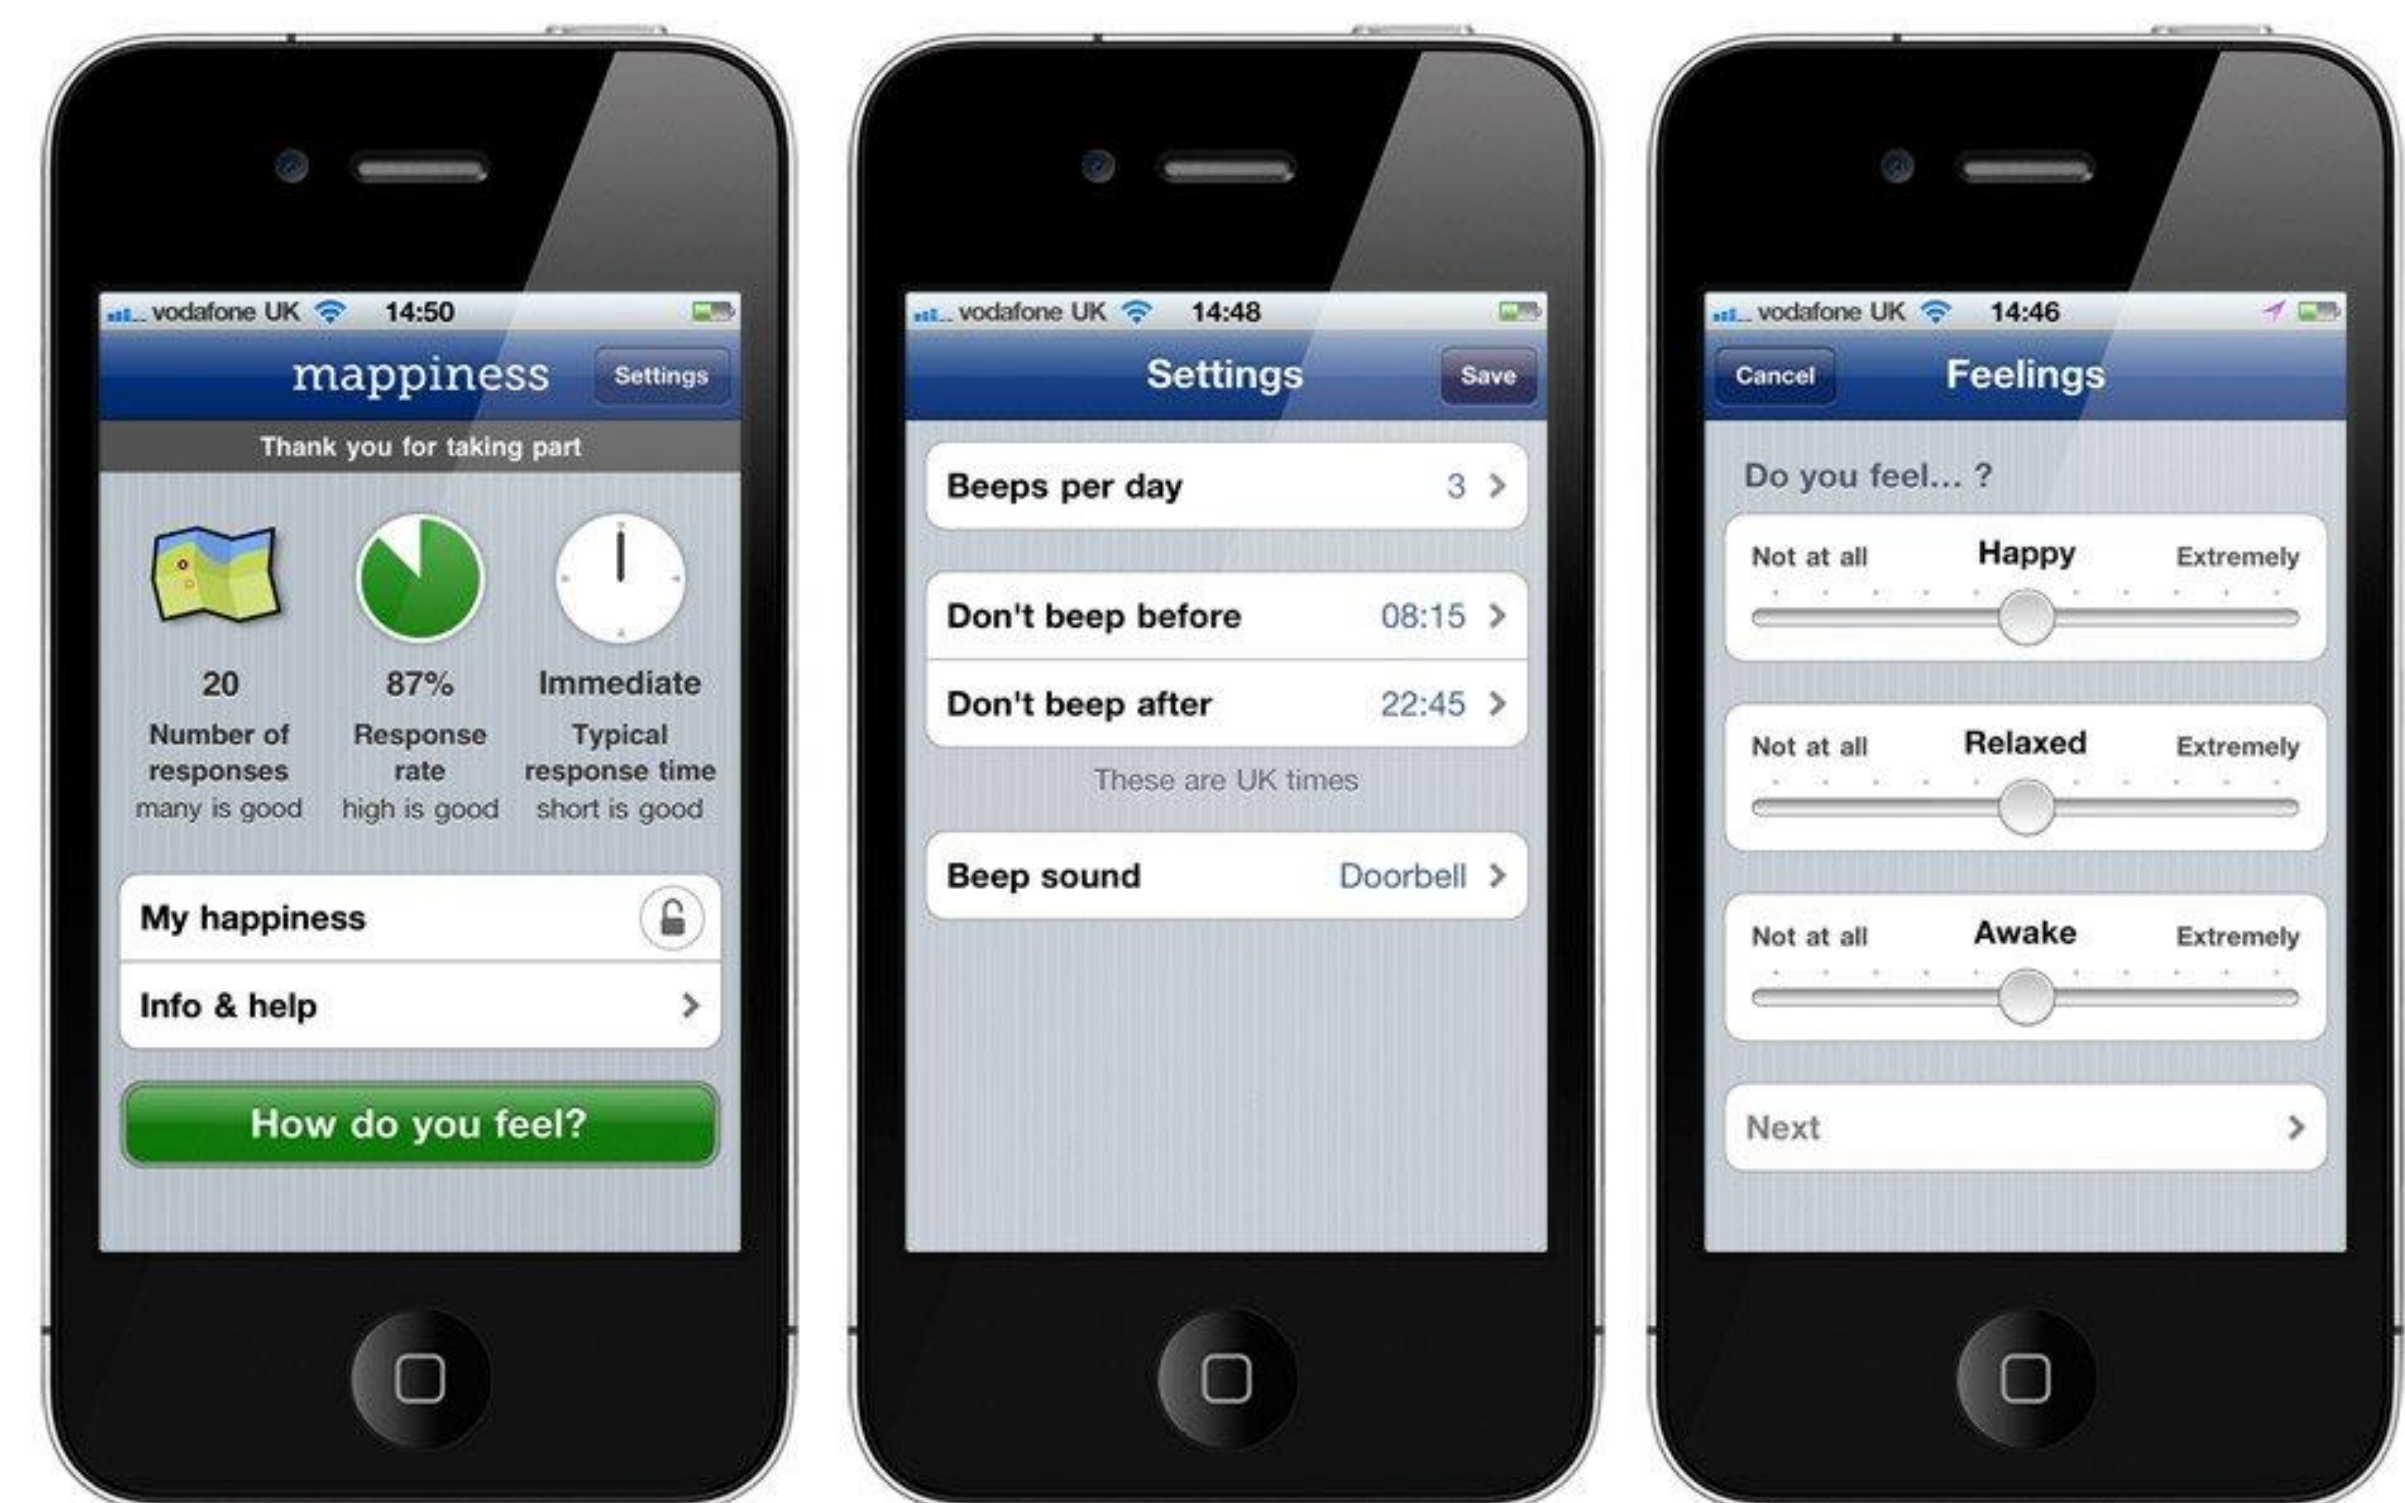 vodafone UK 14:50
mappiness Settings
Thank you for taking part
20 87% Immediate
Number of responses Response rate Typical response time
many is good high is good short is good
My happiness
Info & help >
How do you feel?
vodafone UK 14:48
Settings Save
Beeps per day 3 >
Don't beep before 08:15 >
Don't beep after 22:45 >
These are UK times
Beep sound Doorbell >
vodafone UK 14:46
Cancel Feelings
Do you feel... ?
Not at all Happy Extremely
Not at all Relaxed Extremely
Not at all Awake Extremely
Next >